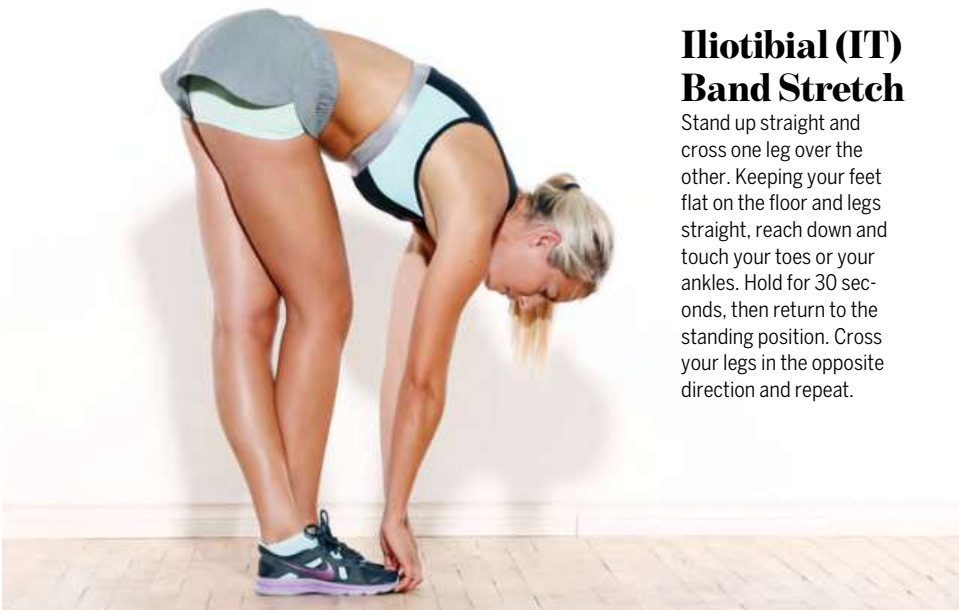 Iliotibial (IT)
Band Stretch
Stand up straight and
cross one leg over the
other. Keeping your feet
flat on the floor and legs
straight, reach down and
touch your toes or your
ankles. Hold for 30 sec-
onds, then return to the
standing position. Cross
your legs in the opposite
direction and repeat.